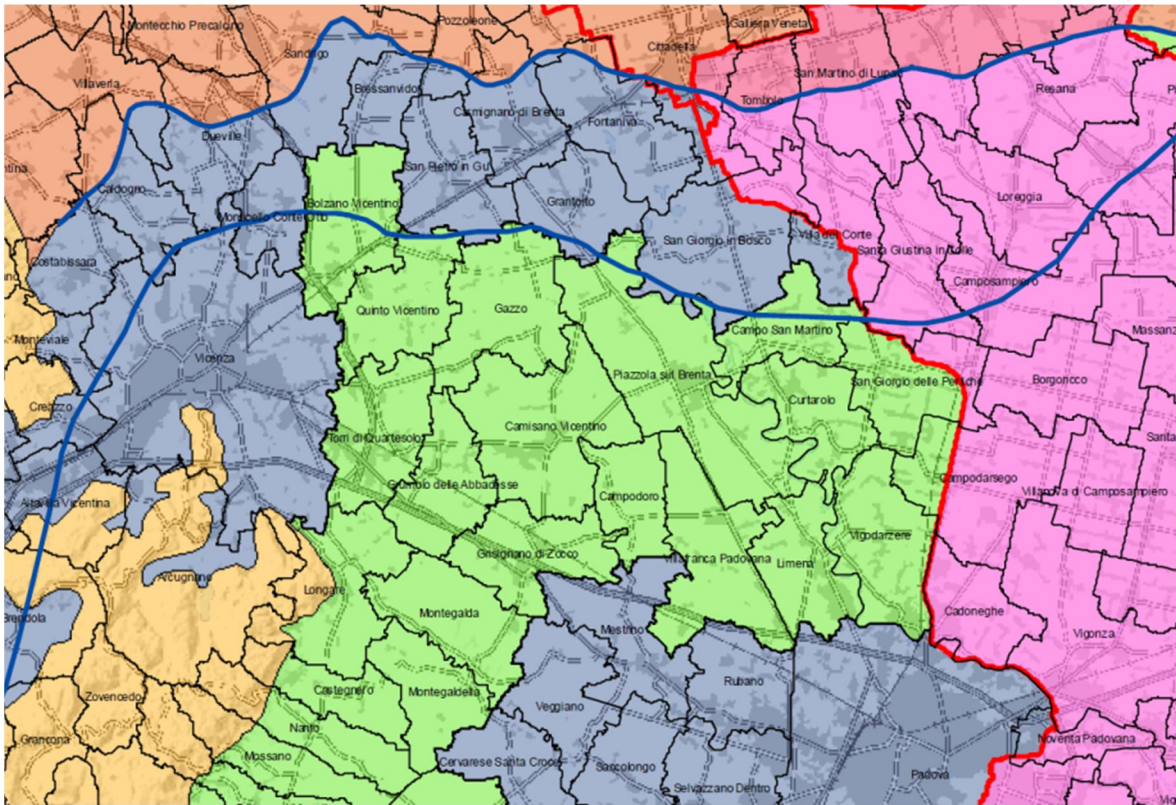 Montecchio Precalcino
Pozzoleone
Galliera Veneta
Sandrigo
Cittadella
Villaverla
Bressanvido
San Martino di Lupari
Resana
Tombolo
Carmignano di Brenta
Fontaniva
Dueville
San Pietro in Gu
Caldogno
Bolzano Vicentino
Grantorto
Loreggia
Monticello Conte Otto
San Giorgio in Bosco
Villa del Conte
Santa Giustina in Colle
Costabissara
Camposampiero
Quinto Vicentino
Gazzo
Campo San Martino
Massanz
Monteviale
Vicenza
Piazzola sul Brenta
San Giorgio delle Pertiche
Borgoricco
Creazzo
Curtarolo
Camisano Vicentino
Torri di Quartesolo
Santa
Grumolo delle Abbadesse
Campodoro
Campodarsego
Villanova di Camposampiero
Altavilla Vicentina
Vigodarzere
Grisignano di Zocco
Villafranca Padovana
Limena
Arcugnano
Longare
Montegalda
Cadoneghe
Brendola
Mestrino
Vigonza
Rubano
Zovencedo
Castegnero
Montegaldella
Veggiano
Nanto
Grancona
Mossano
Noventa Padovana
Cervarese Santa Croce
Saccolongo
Padova
Selvazzano Dentro